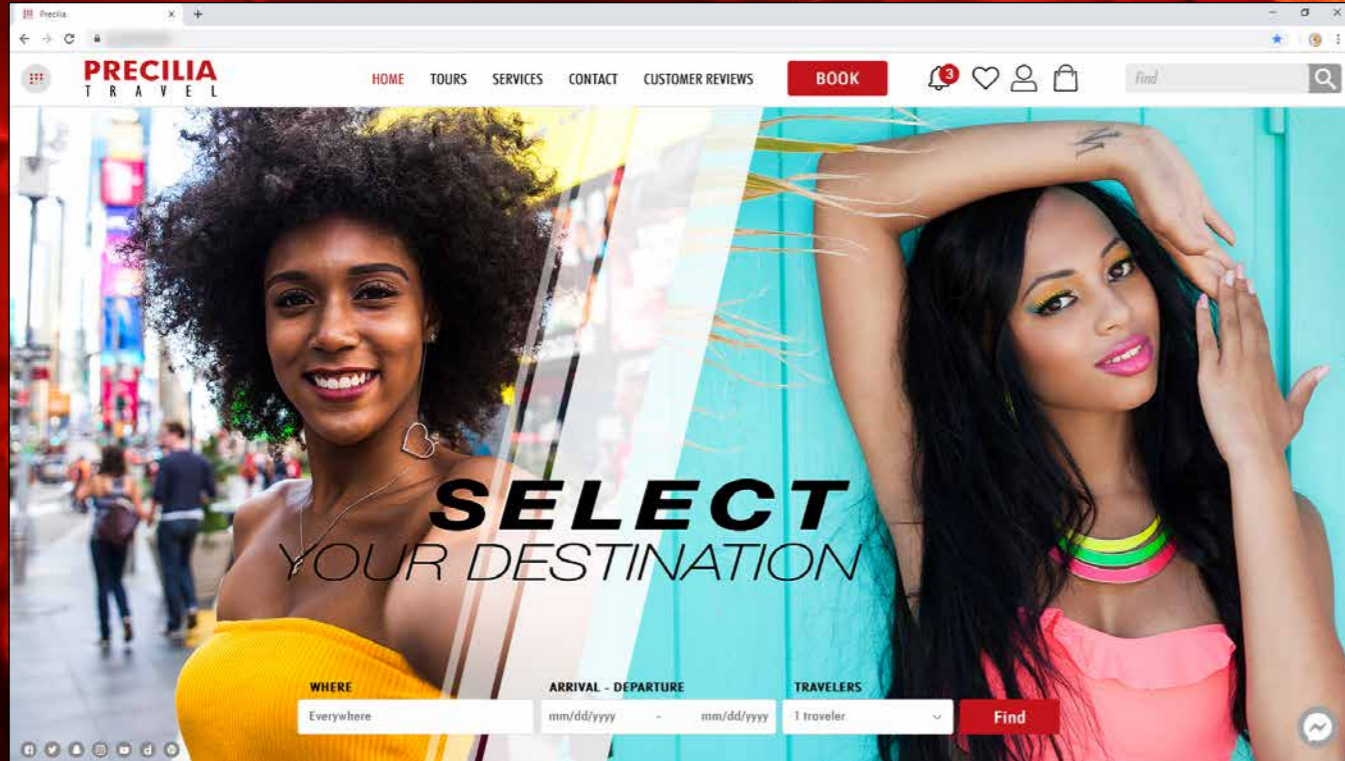 Precilia
PRECILIA
TRAVEL
HOME TOURS SERVICES CONTACT CUSTOMER REVIEWS BOOK 3 Find
SELECT
YOUR DESTINATION
WHERE ARRIVAL - DEPARTURE TRAVELERS
Everywhere mm/dd/yyyy - mm/dd/yyyy 1 traveler Find